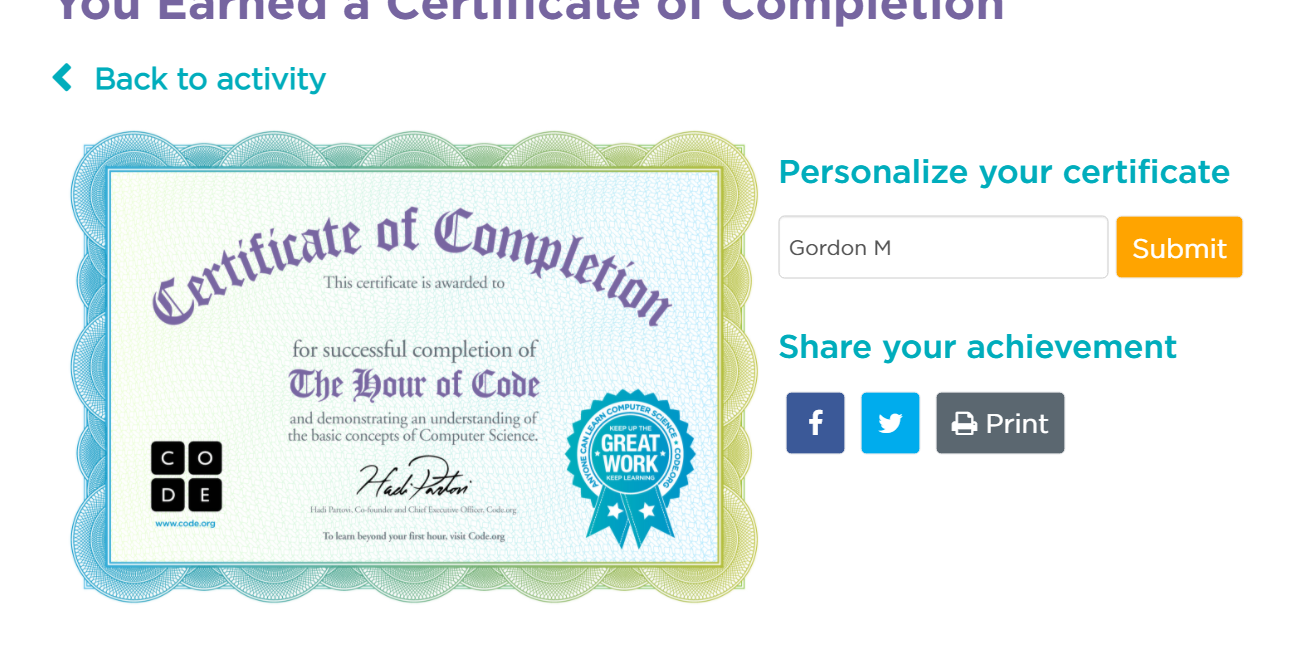 You Earned a Certificate of Completion
Back to activity
Certificate of Completion
This certificate is awarded to
for successful completion of
The Hour of Code
and demonstrating an understanding of
the basic concepts of Computer Science.
Hadi Partovi
Hadi Partovi, Co-founder and Chief Executive Officer, Code.org
To learn beyond your first hour, visit Code.org
C O
D E
www.code.org
ANYONE CAN LEARN COMPUTER SCIENCE • CODE.ORG
KEEP UP THE
GREAT
WORK
KEEP LEARNING
Personalize your certificate
Gordon M
Submit
Share your achievement
f
Print